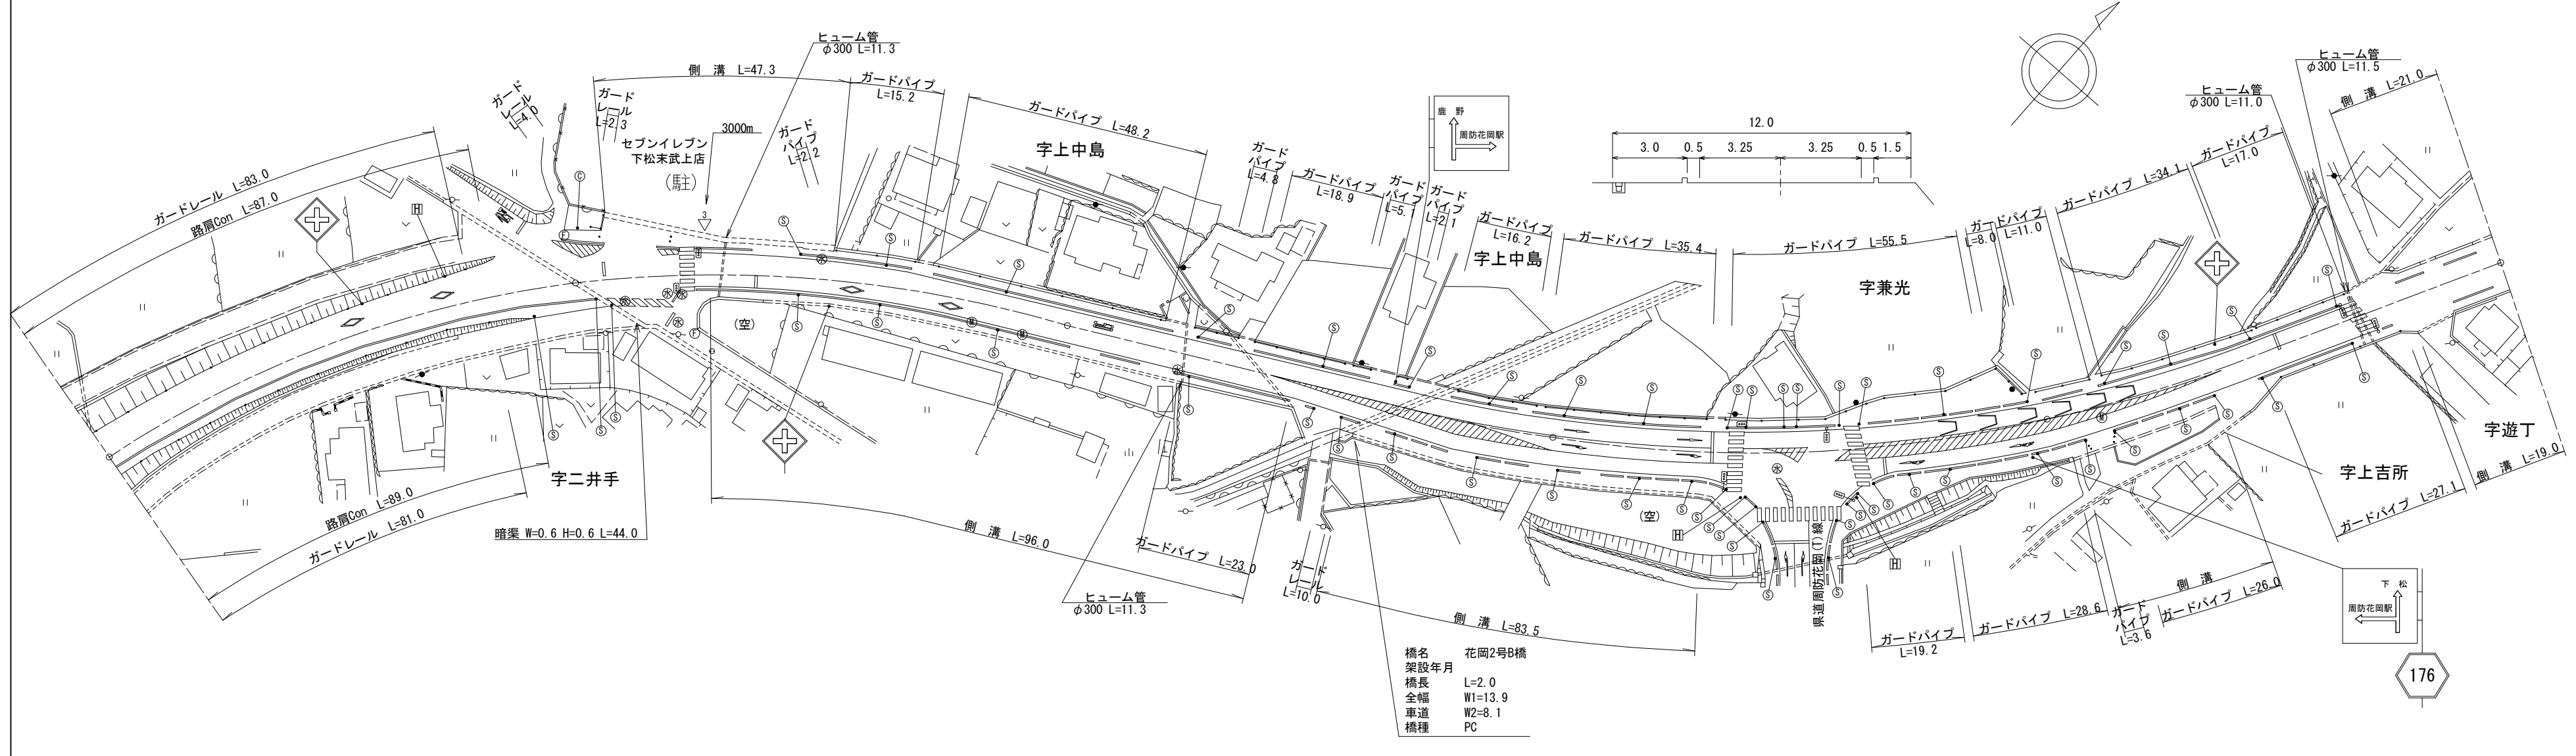 ヒューム管
φ300 L=11.3
側 溝 L=47.3
ガードパイプ
L=15.2
ガード
レール
L=4.0
ガード
レール
L=2.3
3000m
セブンイレブン
下松末武上店
(駐)
3
ガード
パイプ
L=2.2
ガードパイプ L=48.2
字上中島
ガード
パイプ
L=4.8
ガードパイプ
L=18.9
ガード
パイプ
L=5.1
ガード
パイプ
L=2.1
鹿 野
周防花岡駅
ガードパイプ
L=16.2
字上中島
ガードパイプ L=35.4
12.0
3.0 0.5 3.25 3.25 0.5 1.5
ガードパイプ L=55.5
字兼光
ガードパイプ
L=8.0
L=11.0
ガードパイプ L=34.1
ガードパイプ
L=17.0
ヒューム管
φ300 L=11.0
ヒューム管
φ300 L=11.5
側 溝 L=21.0
ガードレール L=83.0
路肩Con L=87.0
路肩Con L=89.0
ガードレール L=81.0
字二井手
暗渠 W=0.6 H=0.6 L=44.0
(空)
側 溝 L=96.0
ガードパイプ L=23.0
ヒューム管
φ300 L=11.3
ガード
レール
L=10.0
側 溝 L=83.5
橋名 花岡2号B橋
架設年月
橋長 L=2.0
全幅 W1=13.9
車道 W2=8.1
橋種 PC
(空)
県道周防花岡(T)線
ガードパイプ
L=19.2
ガードパイプ L=28.6
ガード
パイプ
L=3.6
側 溝
ガードパイプ L=26.0
字上吉所
字遊丁
側 溝 L=19.0
ガードパイプ L=27.1
下 松
周防花岡駅
176